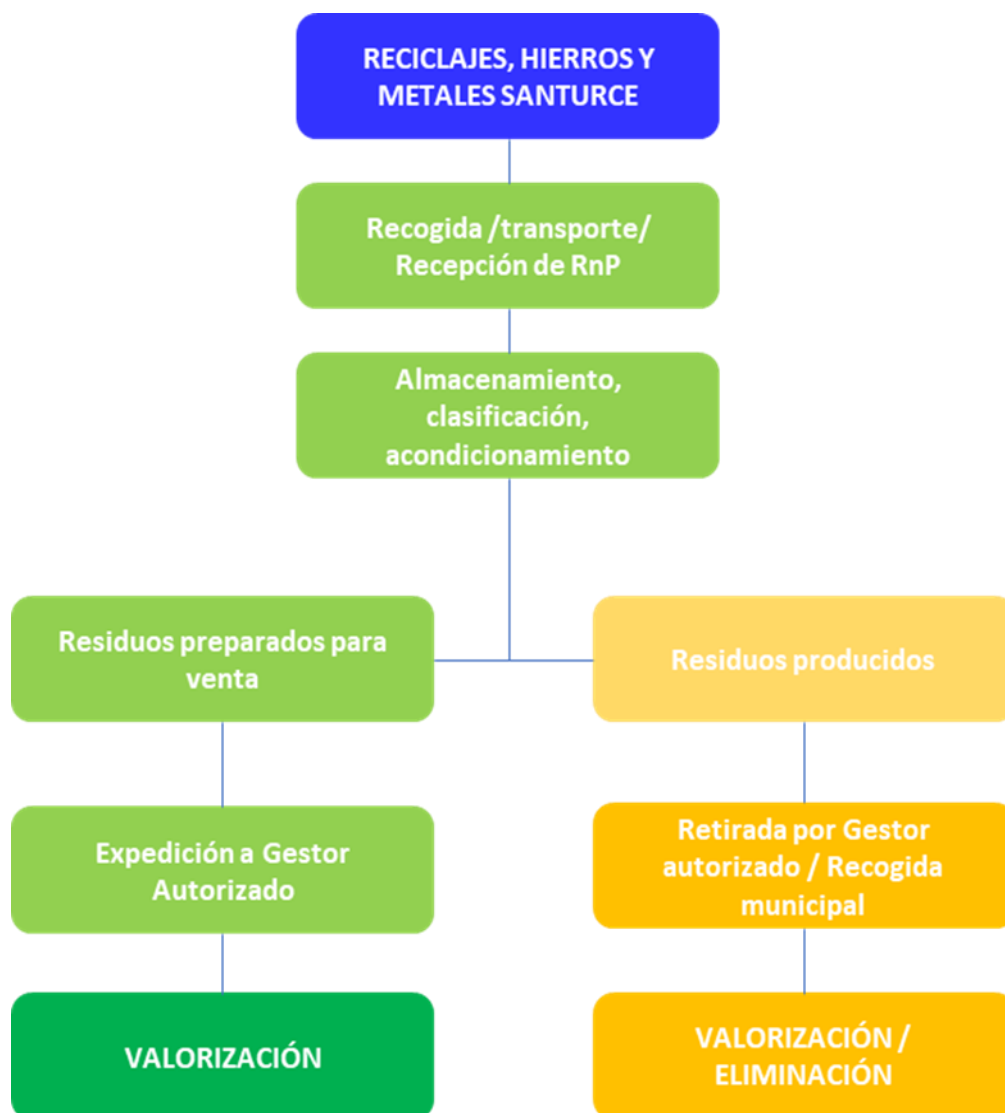 RECICLAJES, HIERROS Y
METALES SANTURCE
Recogida /transporte/
Recepción de RnP
Almacenamiento,
clasificación,
acondicionamiento
Residuos preparados para
venta
Residuos producidos
Expedición a Gestor
Autorizado
Retirada por Gestor
autorizado / Recogida
municipal
VALORIZACIÓN
VALORIZACIÓN /
ELIMINACIÓN